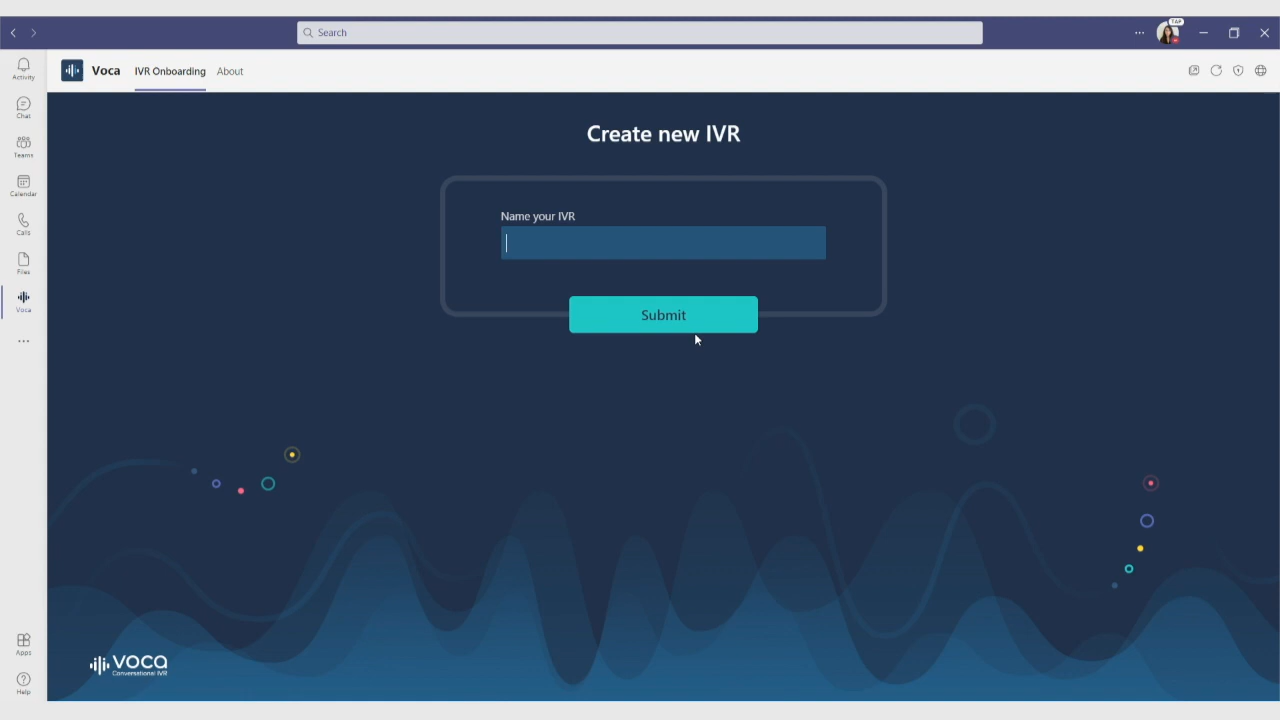 Search
TAP
Activity
Chat
Teams
Calendar
Calls
Files
Voca
Apps
Help
Voca
IVR Onboarding
About
Create new IVR
Name your IVR
Submit
VOCA
Conversational IVR